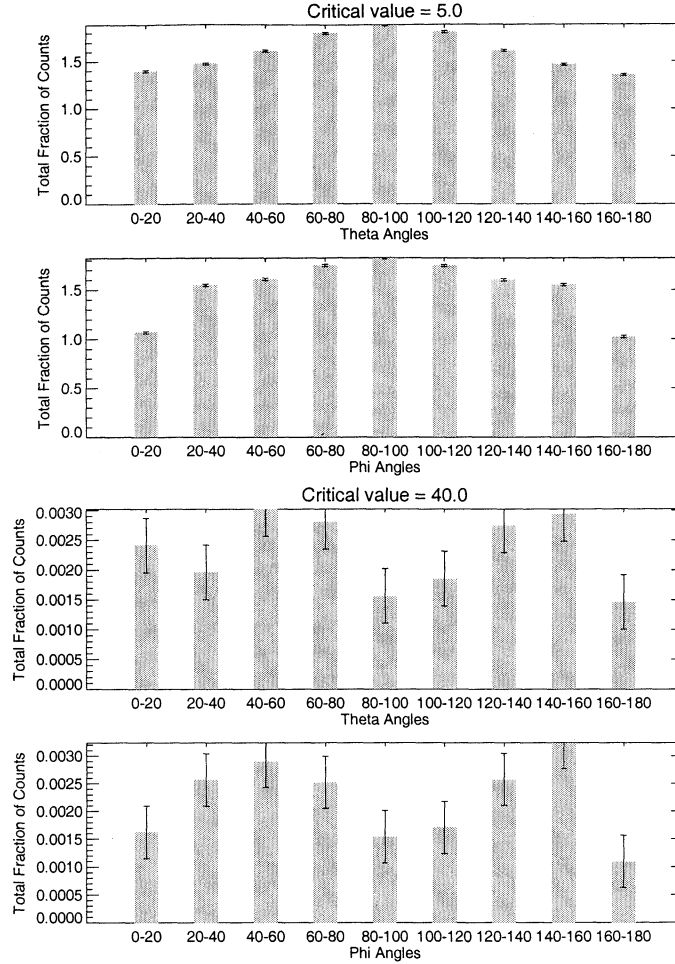 Critical value = 5.0
Total Fraction of Counts
1.5
1.0
0.5
0.0
0-20 20-40 40-60 60-80 80-100 100-120 120-140 140-160 160-180
Theta Angles
Total Fraction of Counts
1.5
1.0
0.5
0.0
0-20 20-40 40-60 60-80 80-100 100-120 120-140 140-160 160-180
Phi Angles
Critical value = 40.0
Total Fraction of Counts
0.0030
0.0025
0.0020
0.0015
0.0010
0.0005
0.0000
0-20 20-40 40-60 60-80 80-100 100-120 120-140 140-160 160-180
Theta Angles
Total Fraction of Counts
0.0030
0.0025
0.0020
0.0015
0.0010
0.0005
0.0000
0-20 20-40 40-60 60-80 80-100 100-120 120-140 140-160 160-180
Phi Angles